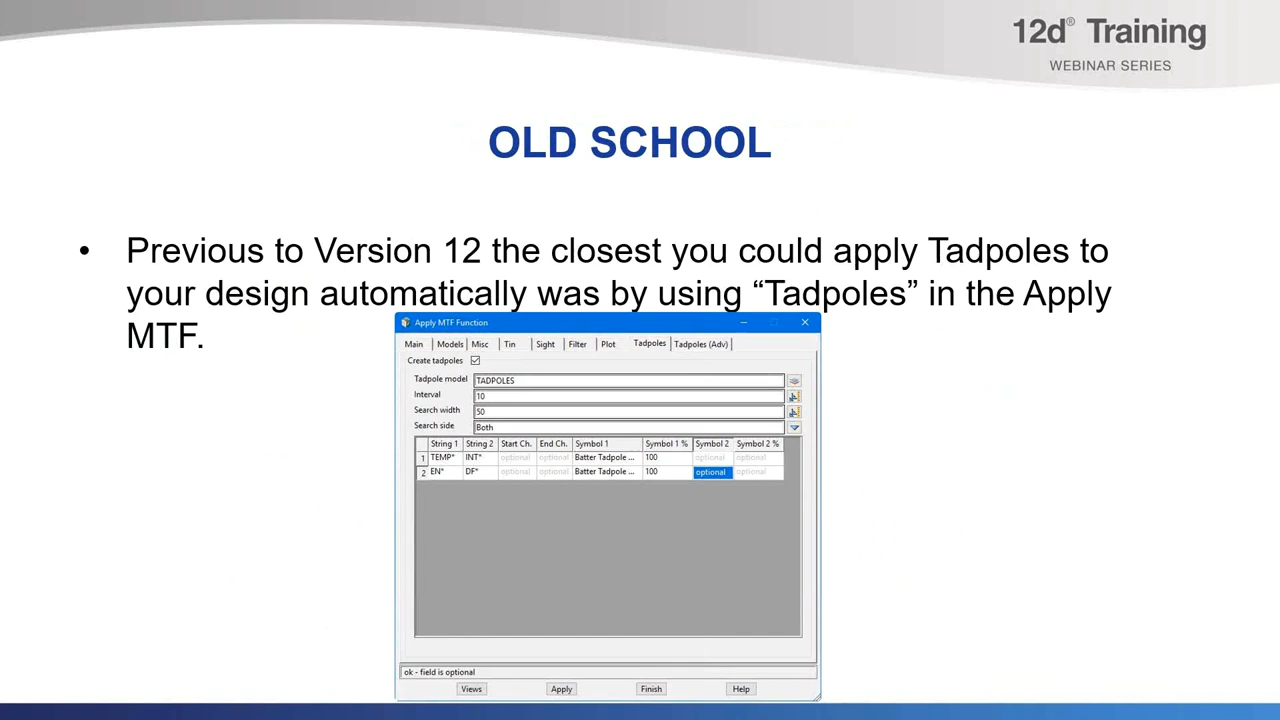 12d® Training
WEBINAR SERIES
OLD SCHOOL
• Previous to Version 12 the closest you could apply Tadpoles to
your design automatically was by using “Tadpoles” in the Apply
MTF.
Apply MTF Function
Main Models Misc Tin Sight Filter Plot Tadpoles Tadpoles (Adv)
Create tadpoles
Tadpole model TADPOLES
Interval 10
Search width 50
Search side Both
String 1 String 2 Start Ch. End Ch. Symbol 1 Symbol 1 % Symbol 2 Symbol 2 %
1 TEMP* INT* optional optional Batter Tadpole ... 100 optional optional
2 EN* DF* optional optional Batter Tadpole ... 100 optional optional
ok - field is optional
Views Apply Finish Help